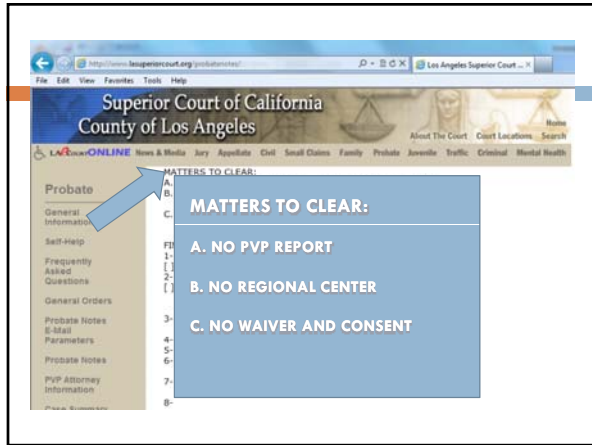 http://www.lasuperiorcourt.org/probatenotes/
Los Angeles Superior Court ...
File Edit View Favorites Tools Help
Superior Court of California
County of Los Angeles
Home
About The Court Court Locations Search
LASCourtONLINE News & Media Jury Appellate Civil Small Claims Family Probate Juvenile Traffic Criminal Mental Health
MATTERS TO CLEAR:
A.
B.
C.
1-
[ ]
2-
[ ]
3-
4-
5-
6-
7-
8-
Probate
General
Information
Self-Help
Frequently
Asked
Questions
General Orders
Probate Notes
E-Mail
Parameters
Probate Notes
PVP Attorney
Information
Case Summary
MATTERS TO CLEAR:
A. NO PVP REPORT
B. NO REGIONAL CENTER
C. NO WAIVER AND CONSENT